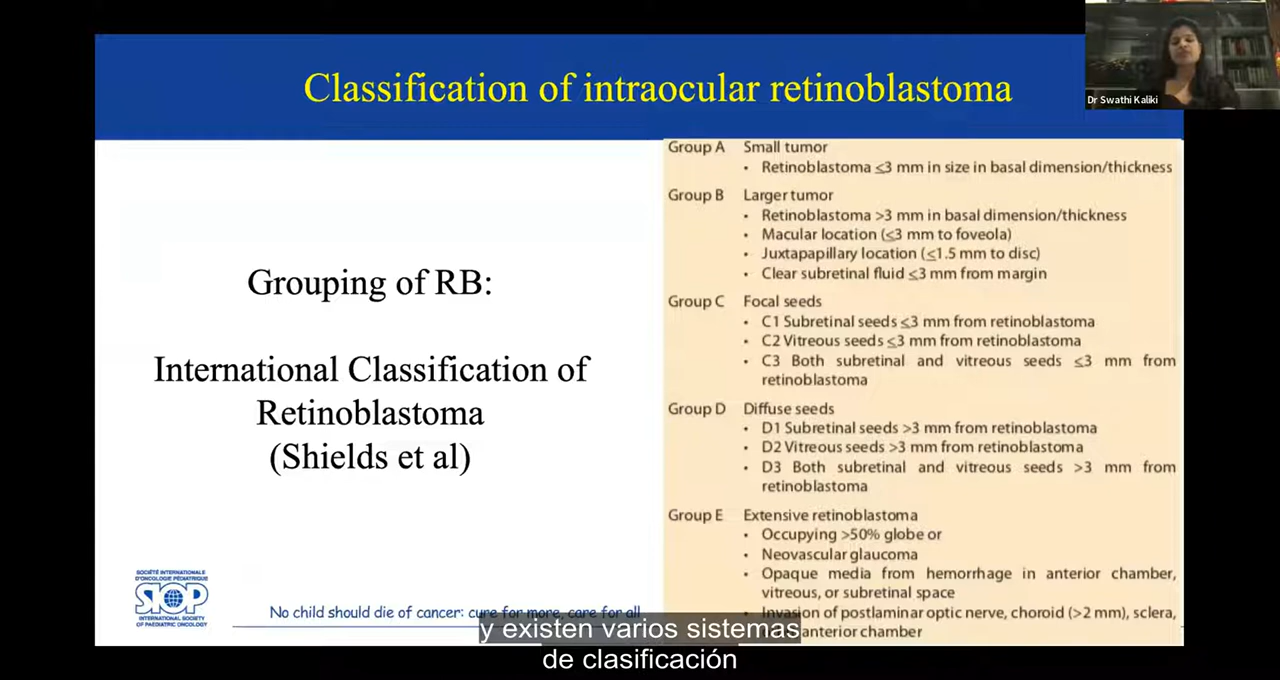 Classification of intraocular retinoblastoma
Dr Swathi Kaliki
Grouping of RB:
International Classification of
Retinoblastoma
(Shields et al)
Group A Small tumor
• Retinoblastoma ≤3 mm in size in basal dimension/thickness
Group B Larger tumor
• Retinoblastoma >3 mm in basal dimension/thickness
• Macular location (≤3 mm to foveola)
• Juxtapapillary location (≤1.5 mm to disc)
• Clear subretinal fluid ≤3 mm from margin
Group C Focal seeds
• C1 Subretinal seeds ≤3 mm from retinoblastoma
• C2 Vitreous seeds ≤3 mm from retinoblastoma
• C3 Both subretinal and vitreous seeds ≤3 mm from
retinoblastoma
Group D Diffuse seeds
• D1 Subretinal seeds >3 mm from retinoblastoma
• D2 Vitreous seeds >3 mm from retinoblastoma
• D3 Both subretinal and vitreous seeds >3 mm from
retinoblastoma
Group E Extensive retinoblastoma
• Occupying >50% globe or
• Neovascular glaucoma
• Opaque media from hemorrhage in anterior chamber,
vitreous, or subretinal space
• Invasion of postlaminar optic nerve, choroid (>2 mm), sclera,
anterior chamber
SOCIÉTÉ INTERNATIONALE
D'ONCOLOGIE PÉDIATRIQUE
SIOP
INTERNATIONAL SOCIETY
OF PAEDIATRIC ONCOLOGY
No child should die of cancer: cure for more, care for all
y existen varios sistemas
de clasificación